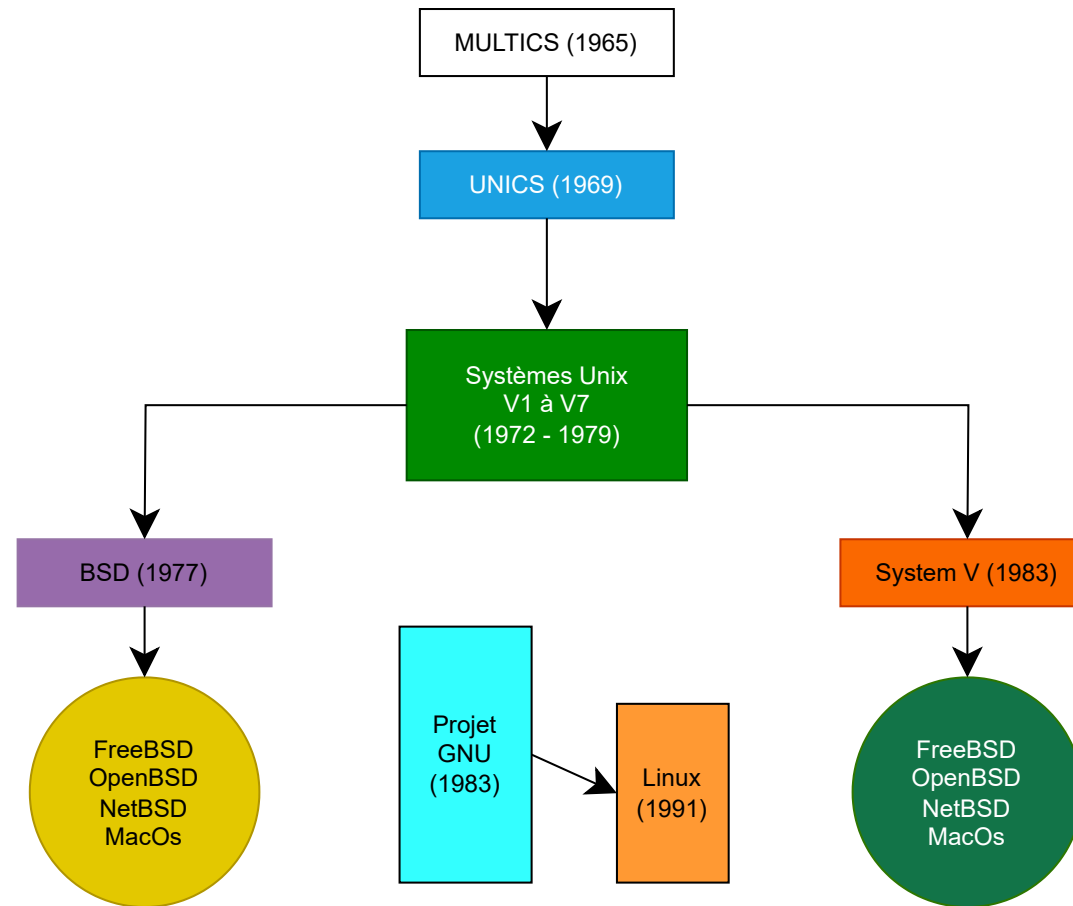 MULTICS (1965)
UNICS (1969)
Systèmes Unix
V1 à V7
(1972 - 1979)
BSD (1977)
System V (1983)
FreeBSD
OpenBSD
NetBSD
MacOs
Projet
GNU
(1983)
Linux
(1991)
FreeBSD
OpenBSD
NetBSD
MacOs